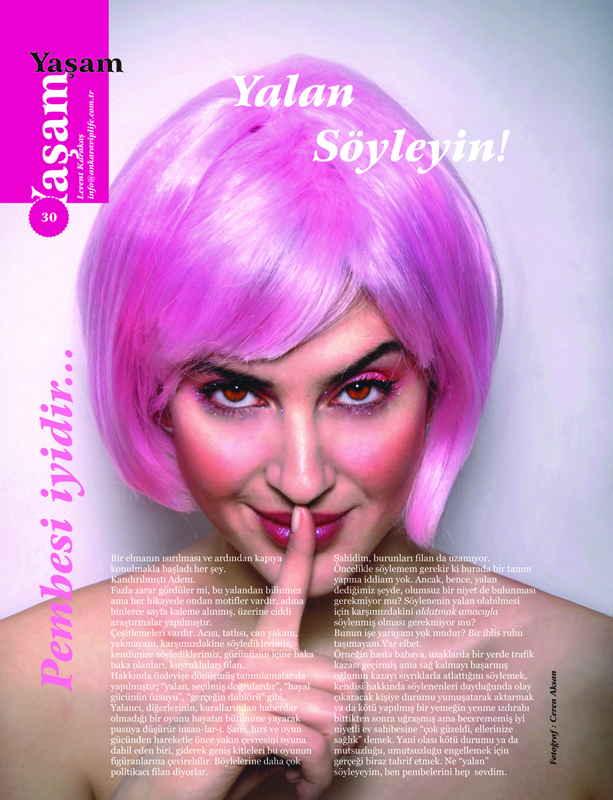 Yaşam
Yaşam
Levent Karakaş
info@ankaraviplife.com.tr
30
Yalan
Söyleyin!
Pembesi iyidir...
Bir elmanın ısırılması ve ardından kapıya
konulmakla başladı her şey.
Kandırılmıştı Adem.
Fazla zarar gördüler mi, bu yalandan bilinmez
ama her hikayede ondan motifler vardır, adına
binlerce sayfa kaleme alınmış, üzerine ciddi
araştırmalar yapılmıştır.
Çeşitlemeleri vardır. Acısı, tatlısı, can yakanı,
yakmayanı, karşımızdakine söylediklerimiz,
kendimize söylediklerimiz, gözünüzün içine baka
baka olanları, kuyrukluları filan.
Hakkında özdeyişe dönüşmüş tanımlamalar da
yapılmıştır; “yalan, seçilmiş doğrulardır”, “hayal
gücünün özsuyu”, “gerçeğin dublörü” gibi.
Yalancı, diğerlerinin, kurallarından haberdar
olmadığı bir oyunu hayatın bütününe yayarak
pusuya düşürür insan-lar-ı. Şans, hırs ve oyun
gücünden hareketle önce yakın çevresini oyuna
dahil eden biri, giderek geniş kitleleri bu oyunun
figüranlarına çevirebilir. Böylelerine daha çok
politikacı filan diyorlar.
Şahidim, burunları filan da uzamıyor.
Öncelikle söylemem gerekir ki burada bir tanım
yapma iddiam yok. Ancak, bence, yalan
dediğimiz şeyde, olumsuz bir niyet de bulunması
gerekmiyor mu? Söylenenin yalan olabilmesi
için karşımızdakini aldatmak amacıyla
söylenmiş olması gerekmiyor mu?
Bunun işe yarayanı yok mudur? Bir iblis ruhu
taşımayanı. Var elbet.
Örneğin hasta babaya, uzaklarda bir yerde trafik
kazası geçirmiş ama sağ kalmayı başarmış
oğlunun kazayı sıyrıklarla atlattığını söylemek,
kendisi hakkında söylenenleri duyduğunda olay
çıkaracak kişiye durumu yumuşatarak aktarmak
ya da kötü yapılmış bir yemeğin yenme ızdırabı
bittikten sonra uğraşmış ama becerememiş iyi
niyetli ev sahibesine “çok güzeldi, ellerinize
sağlık” demek. Yani olası kötü durumu ya da
mutsuluğu, umutsuzluğu engellemek için
gerçeği biraz tahrif etmek. Ne “yalan”
söyleyeyim, ben pembelerini hep sevdim.
Fotoğraf : Ceren Aksan